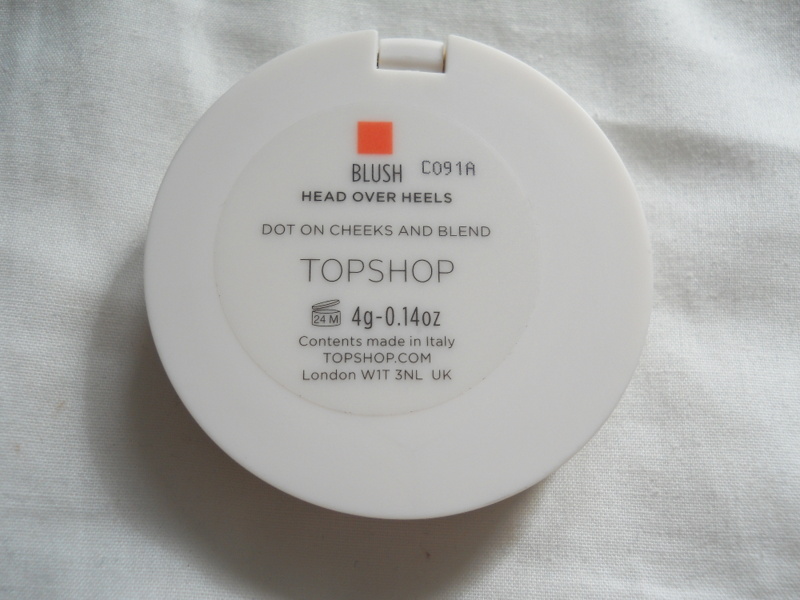 BLUSH C091A
HEAD OVER HEELS
DOT ON CHEEKS AND BLEND
TOPSHOP
24 M 4g-0.14oz
Contents made in Italy
TOPSHOP.COM
London W1T 3NL UK